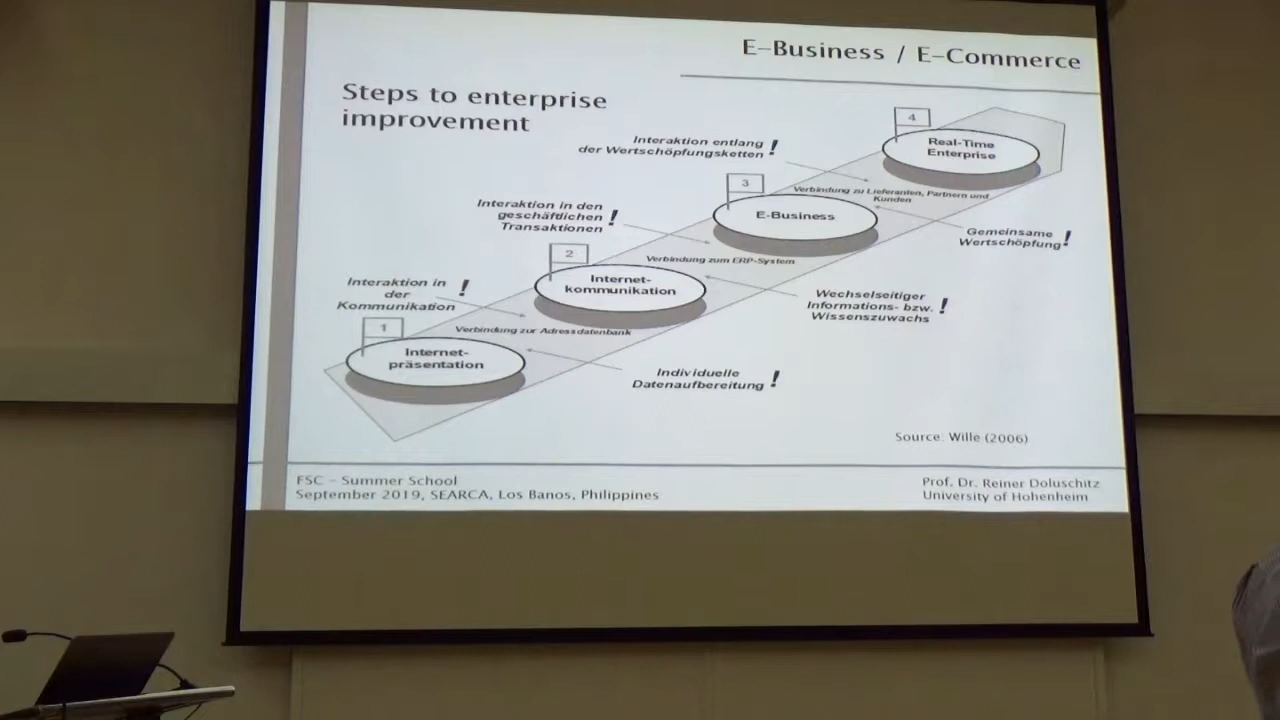 E-Business / E-Commerce
Steps to enterprise
improvement
4
Real-Time
Enterprise
Interaktion entlang
der Wertschöpfungsketten !
3
Verbindung zu Lieferanten, Partnern und
Kunden
E-Business
Interaktion in den
geschäftlichen !
Transaktionen
Gemeinsame
Wertschöpfung !
2
Verbindung zum ERP-System
Internet-
kommunikation
Interaktion in !
der
Kommunikation
Wechselseitiger
Informations- bzw. !
Wissenszuwachs
1
Verbindung zur Adressdatenbank
Internet-
präsentation
Individuelle
Datenaufbereitung !
Source: Wille (2006)
FSC - Summer School
September 2019, SEARCA, Los Banos, Philippines
Prof. Dr. Reiner Doluschitz
University of Hohenheim